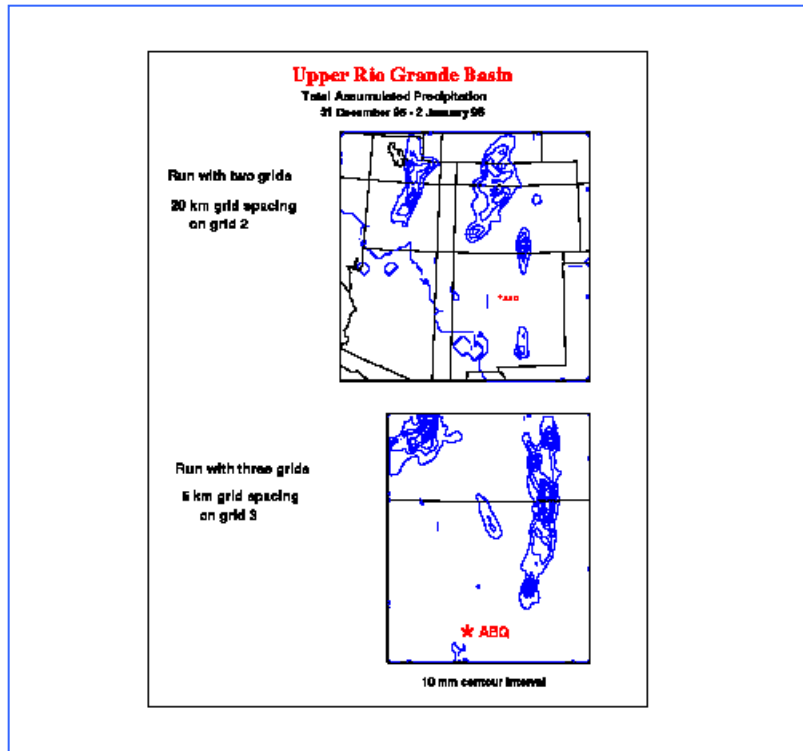 Upper Rio Grande Basin
Total Accumulated Precipitation
31 December 95 - 2 January 96
Run with two grids
20 km grid spacing
on grid 2
+ABQ
Run with three grids
5 km grid spacing
on grid 3
* ABQ
10 mm contour interval